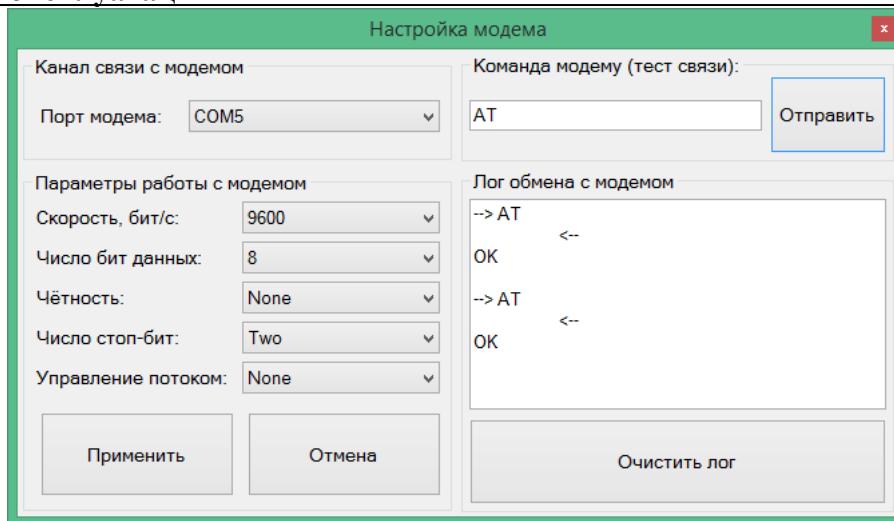 Настройка модема
x
Канал связи с модемом
Порт модема: COM5
Параметры работы с модемом
Скорость, бит/с: 9600
Число бит данных: 8
Чётность: None
Число стоп-бит: Two
Управление потоком: None
Применить Отмена
Команда модему (тест связи):
AT Отправить
Лог обмена с модемом
--> AT
<--
OK
--> AT
<--
OK
Очистить лог